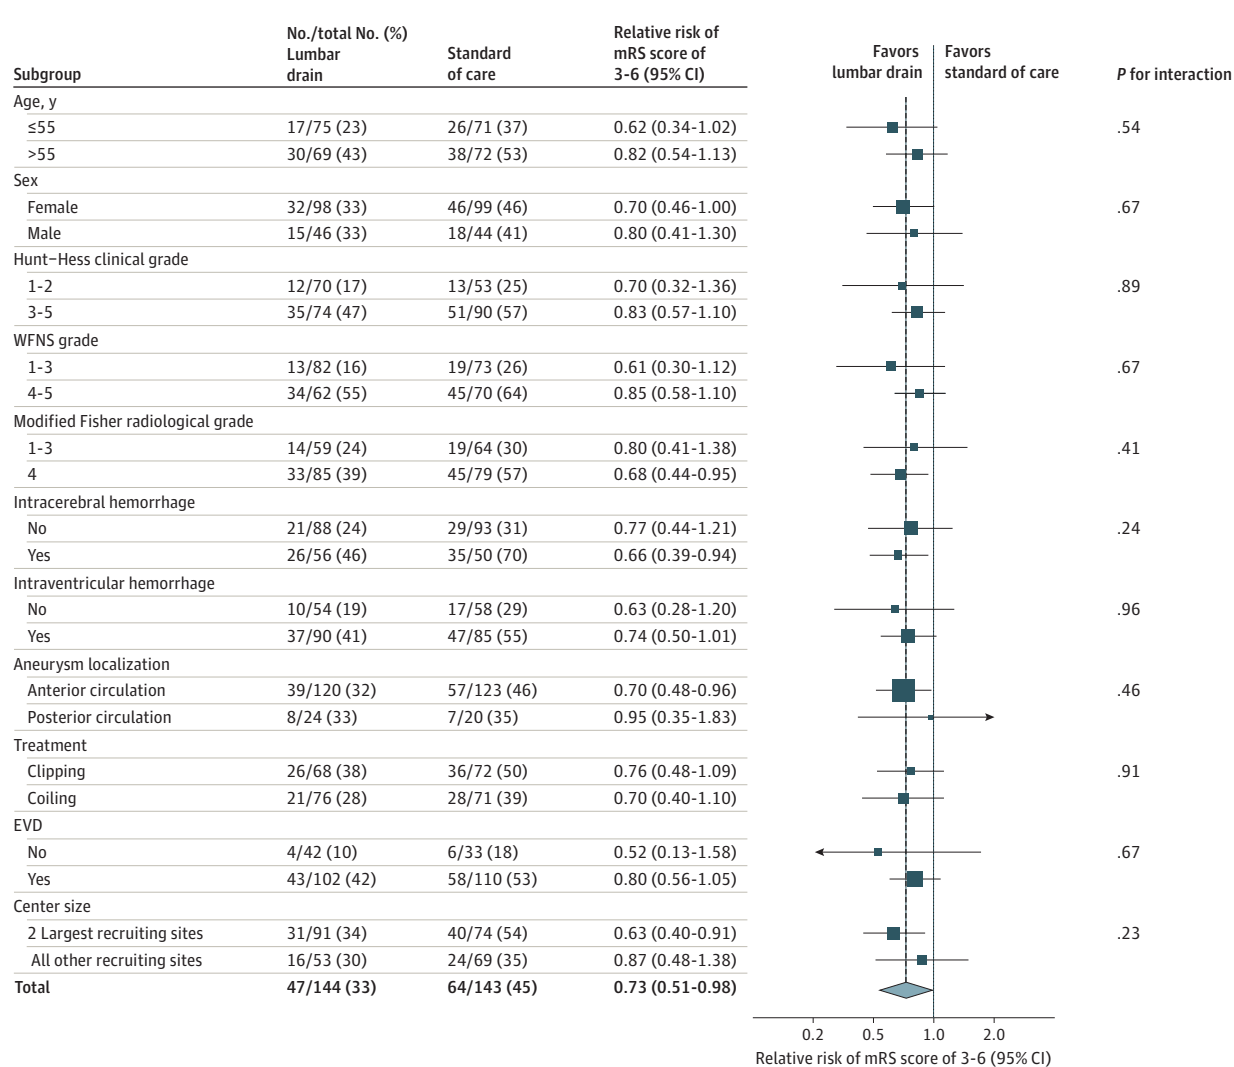 No./total No. (%)
Relative risk of
mRS score of
3-6 (95% CI)
Lumbar
drain
Standard
of care
Subgroup
Favors
lumbar drain
Favors
standard of care
P for interaction
Age, y
≤55 17/75 (23) 26/71 (37) 0.62 (0.34-1.02) .54
>55 30/69 (43) 38/72 (53) 0.82 (0.54-1.13)
Sex
Female 32/98 (33) 46/99 (46) 0.70 (0.46-1.00) .67
Male 15/46 (33) 18/44 (41) 0.80 (0.41-1.30)
Hunt−Hess clinical grade
1-2 12/70 (17) 13/53 (25) 0.70 (0.32-1.36) .89
3-5 35/74 (47) 51/90 (57) 0.83 (0.57-1.10)
WFNS grade
1-3 13/82 (16) 19/73 (26) 0.61 (0.30-1.12) .67
4-5 34/62 (55) 45/70 (64) 0.85 (0.58-1.10)
Modified Fisher radiological grade
1-3 14/59 (24) 19/64 (30) 0.80 (0.41-1.38) .41
4 33/85 (39) 45/79 (57) 0.68 (0.44-0.95)
Intracerebral hemorrhage
No 21/88 (24) 29/93 (31) 0.77 (0.44-1.21) .24
Yes 26/56 (46) 35/50 (70) 0.66 (0.39-0.94)
Intraventricular hemorrhage
No 10/54 (19) 17/58 (29) 0.63 (0.28-1.20) .96
Yes 37/90 (41) 47/85 (55) 0.74 (0.50-1.01)
Aneurysm localization
Anterior circulation 39/120 (32) 57/123 (46) 0.70 (0.48-0.96) .46
Posterior circulation 8/24 (33) 7/20 (35) 0.95 (0.35-1.83)
Treatment
Clipping 26/68 (38) 36/72 (50) 0.76 (0.48-1.09) .91
Coiling 21/76 (28) 28/71 (39) 0.70 (0.40-1.10)
EVD
No 4/42 (10) 6/33 (18) 0.52 (0.13-1.58) .67
Yes 43/102 (42) 58/110 (53) 0.80 (0.56-1.05)
Center size
2 Largest recruiting sites 31/91 (34) 40/74 (54) 0.63 (0.40-0.91) .23
All other recruiting sites 16/53 (30) 24/69 (35) 0.87 (0.48-1.38)
Total 47/144 (33) 64/143 (45) 0.73 (0.51-0.98)
0.2 0.5 1.0 2.0
Relative risk of mRS score of 3-6 (95% CI)